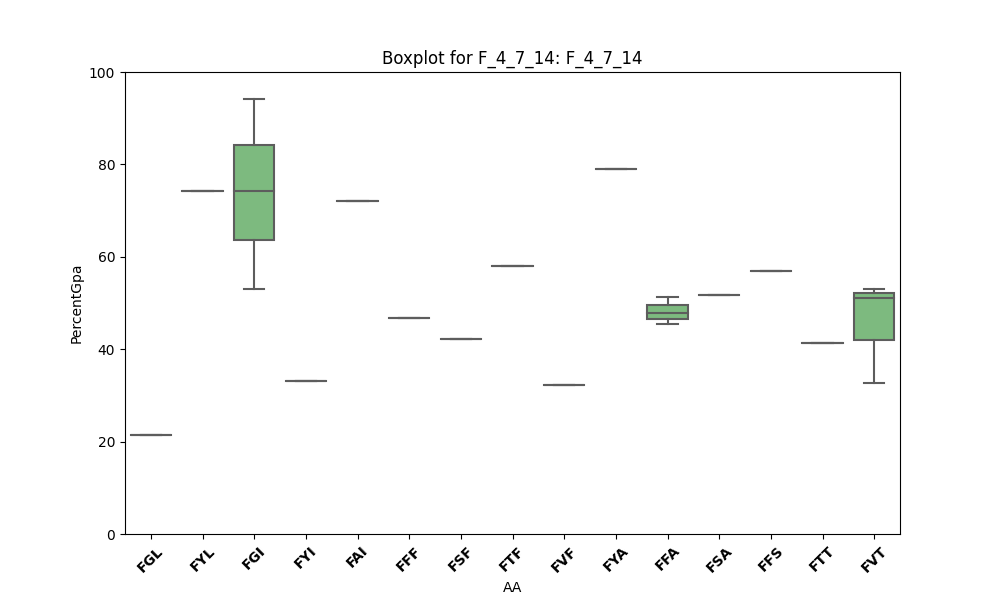 Boxplot for F_4_7_14: F_4_7_14
100
80
60
40
20
0
PercentGpa
FGL FYL FGI FYI FAI FFF FSF FTF FVF FYA FFA FSA FFS FTT FVT
AA